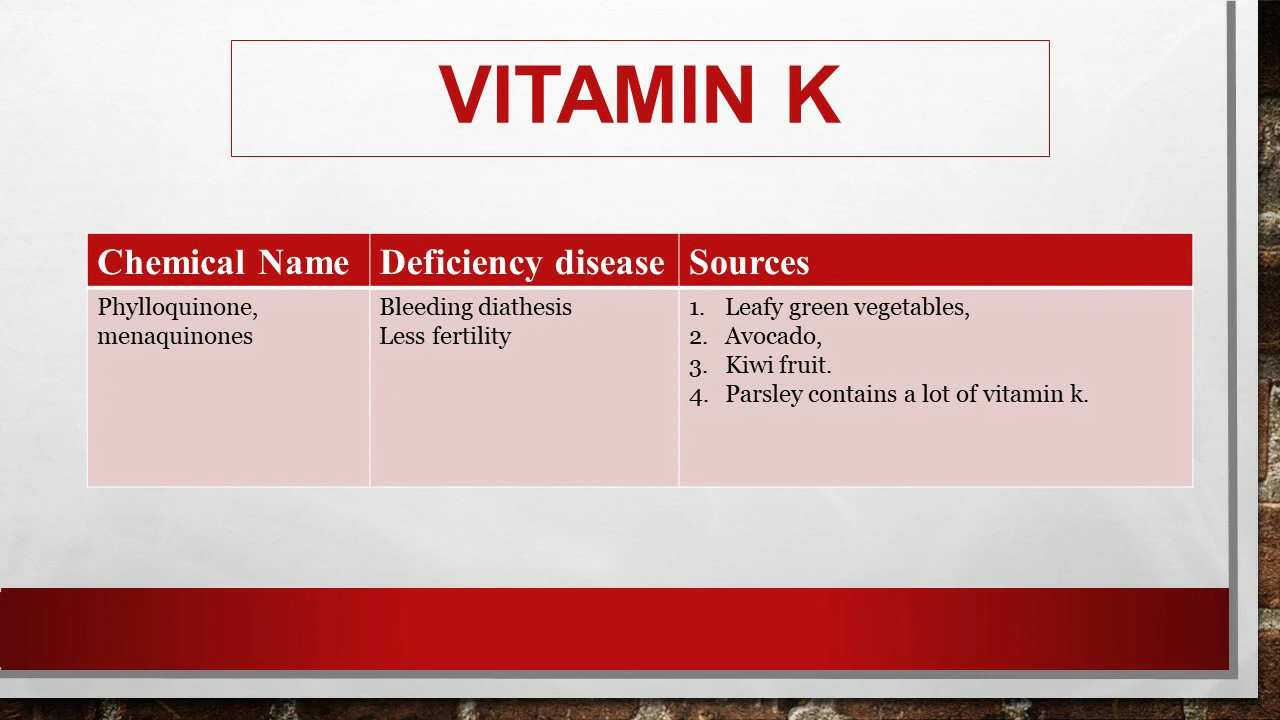 VITAMIN K
Chemical Name
Deficiency disease
Sources
Phylloquinone,
menaquinones
Bleeding diathesis
Less fertility
1. Leafy green vegetables,
2. Avocado,
3. Kiwi fruit.
4. Parsley contains a lot of vitamin k.